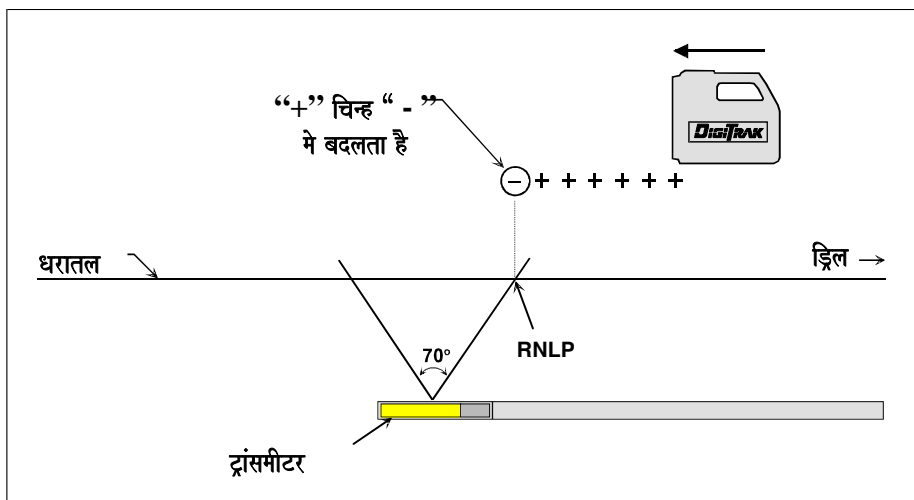 “+” चिन्ह “ - ”
मे बदलता है
DIGITRAK
− + + + + + +
धरातल
ड्रिल →
70°
RNLP
ट्रांसमीटर